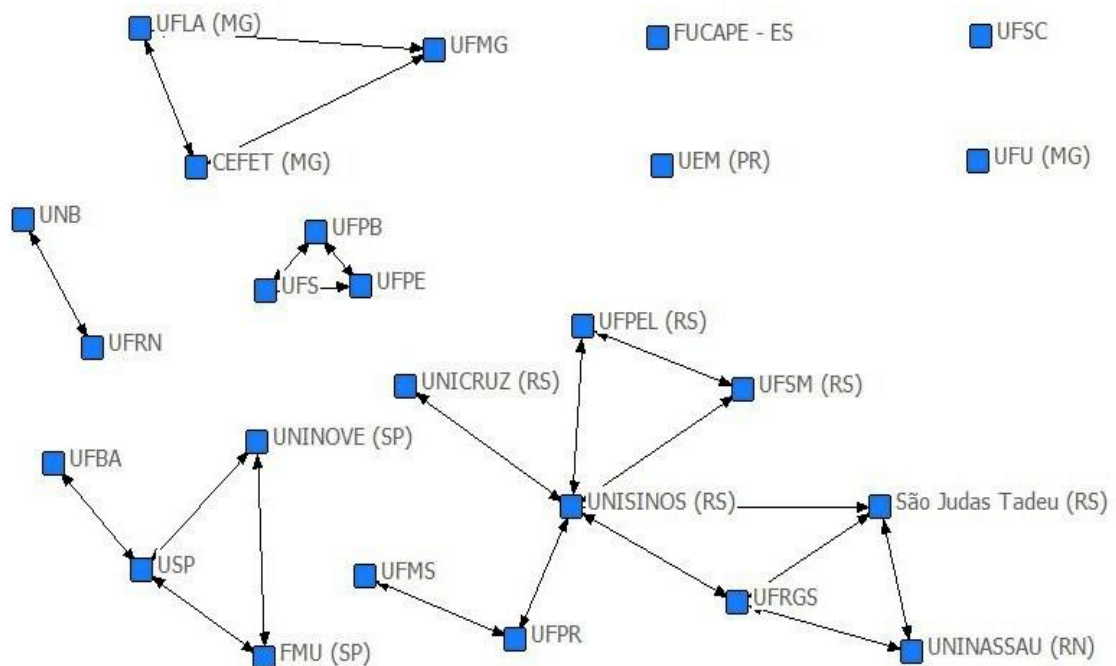 UFLA (MG)
UFMG
FUCAPE - ES
UFSC
CEFET (MG)
UEM (PR)
UFU (MG)
UNB
UFPB
UFS
UFPE
UFRN
UFPEL (RS)
UNICRUZ (RS)
UFSM (RS)
UNINOVE (SP)
UFBA
UNISINOS (RS)
São Judas Tadeu (RS)
USP
UFMS
UFRGS
UFPR
FMU (SP)
UNINASSAU (RN)